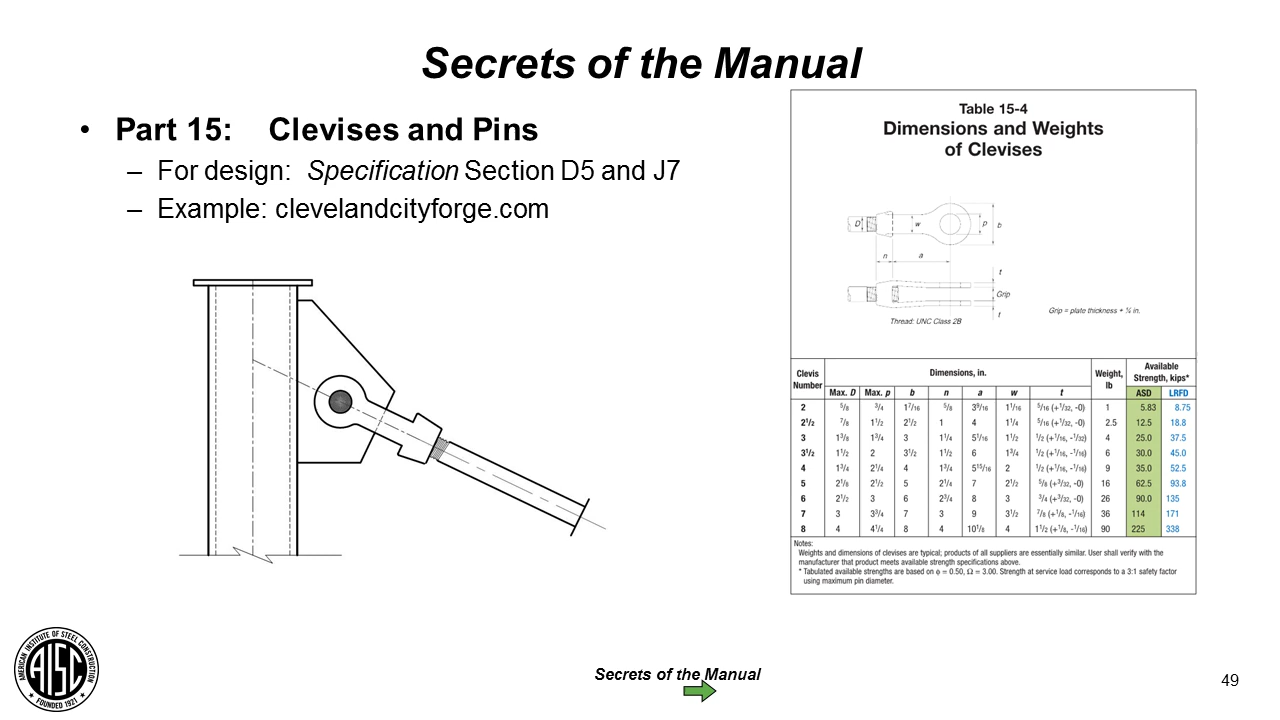 Secrets of the Manual
• Part 15: Clevises and Pins
– For design: Specification Section D5 and J7
– Example: clevelandcityforge.com
Table 15-4
Dimensions and Weights
of Clevises
D w p b
n a
t
Grip
t
Thread: UNC Class 2B
Grip = plate thickness + ¼ in.
Clevis Number Dimensions, in. Weight, lb Available Strength, kips*
Max. D Max. p b n a w t ASD LRFD
2 5/8 3/4 1 7/16 5/8 3 9/16 1 1/16 5/16 (+1/32, -0) 1 5.83 8.75
2 1/2 7/8 1 1/2 2 1/2 1 4 1 1/4 5/16 (+1/32, -0) 2.5 12.5 18.8
3 1 3/8 1 3/4 3 1 1/4 5 1/16 1 1/2 1/2 (+1/16, -1/32) 4 25.0 37.5
3 1/2 1 1/2 2 3 1/2 1 1/2 6 1 3/4 1/2 (+1/16, -1/16) 6 30.0 45.0
4 1 3/4 2 1/4 4 1 3/4 5 15/16 2 1/2 (+1/16, -1/16) 9 35.0 52.5
5 2 1/8 2 1/2 5 2 1/4 7 2 1/2 5/8 (+3/32, -0) 16 62.5 93.8
6 2 1/2 3 6 2 3/4 8 3 3/4 (+3/32, -0) 26 90.0 135
7 3 3 3/4 7 3 9 3 1/2 7/8 (+1/8, -1/16) 36 114 171
8 4 4 1/4 8 4 10 1/8 4 1 1/2 (+1/8, -1/16) 90 225 338
Notes:
Weights and dimensions of clevises are typical; products of all suppliers are essentially similar. User shall verify with the
manufacturer that product meets available strength specifications above.
* Tabulated available strengths are based on ϕ = 0.50, Ω = 3.00. Strength at service load corresponds to a 3:1 safety factor
using maximum pin diameter.
AMERICAN INSTITUTE OF STEEL CONSTRUCTION
AISC
FOUNDED 1921
Secrets of the Manual
49